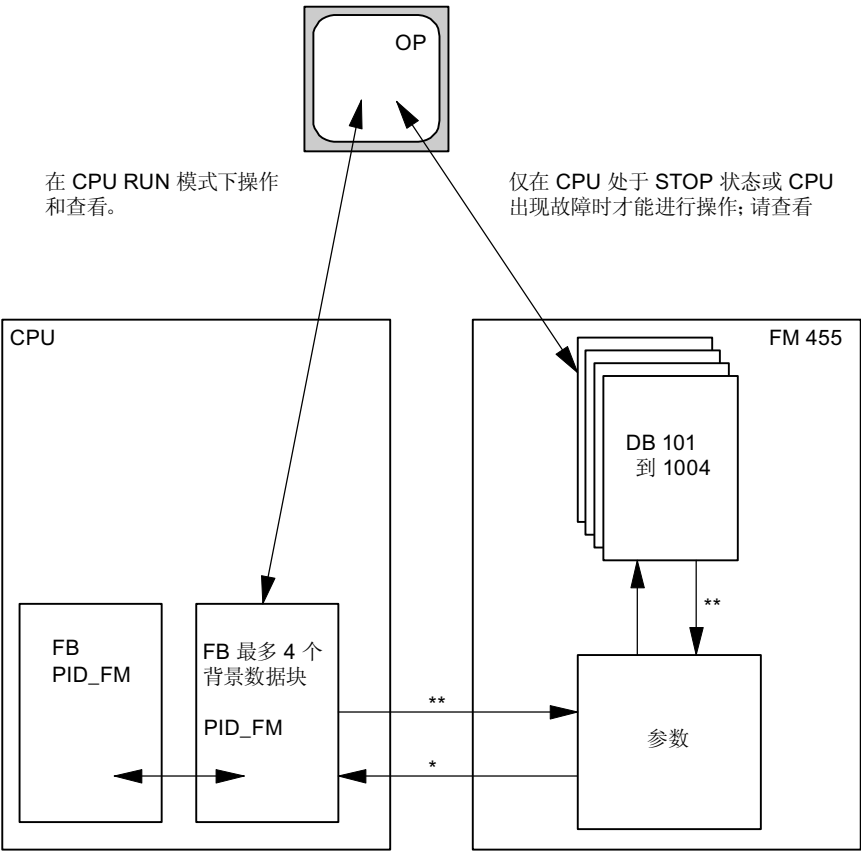 OP
在 CPU RUN 模式下操作
和查看。
仅在 CPU 处于 STOP 状态或 CPU
出现故障时才能进行操作; 请查看
CPU
FM 455
DB 101
到 1004
**
FB
PID_FM
FB 最多 4 个
背景数据块
PID_FM
**
*
参数